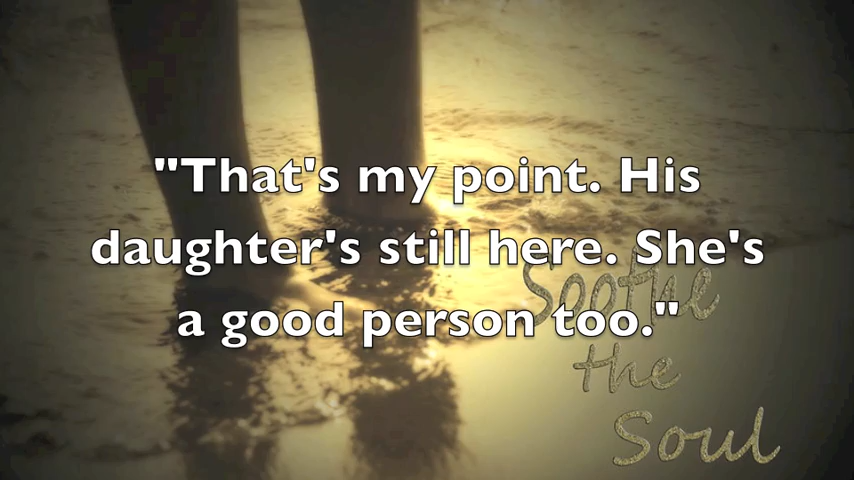 "That's my point. His
daughter's still here. She's
a good person too."
Soothe
the
Soul